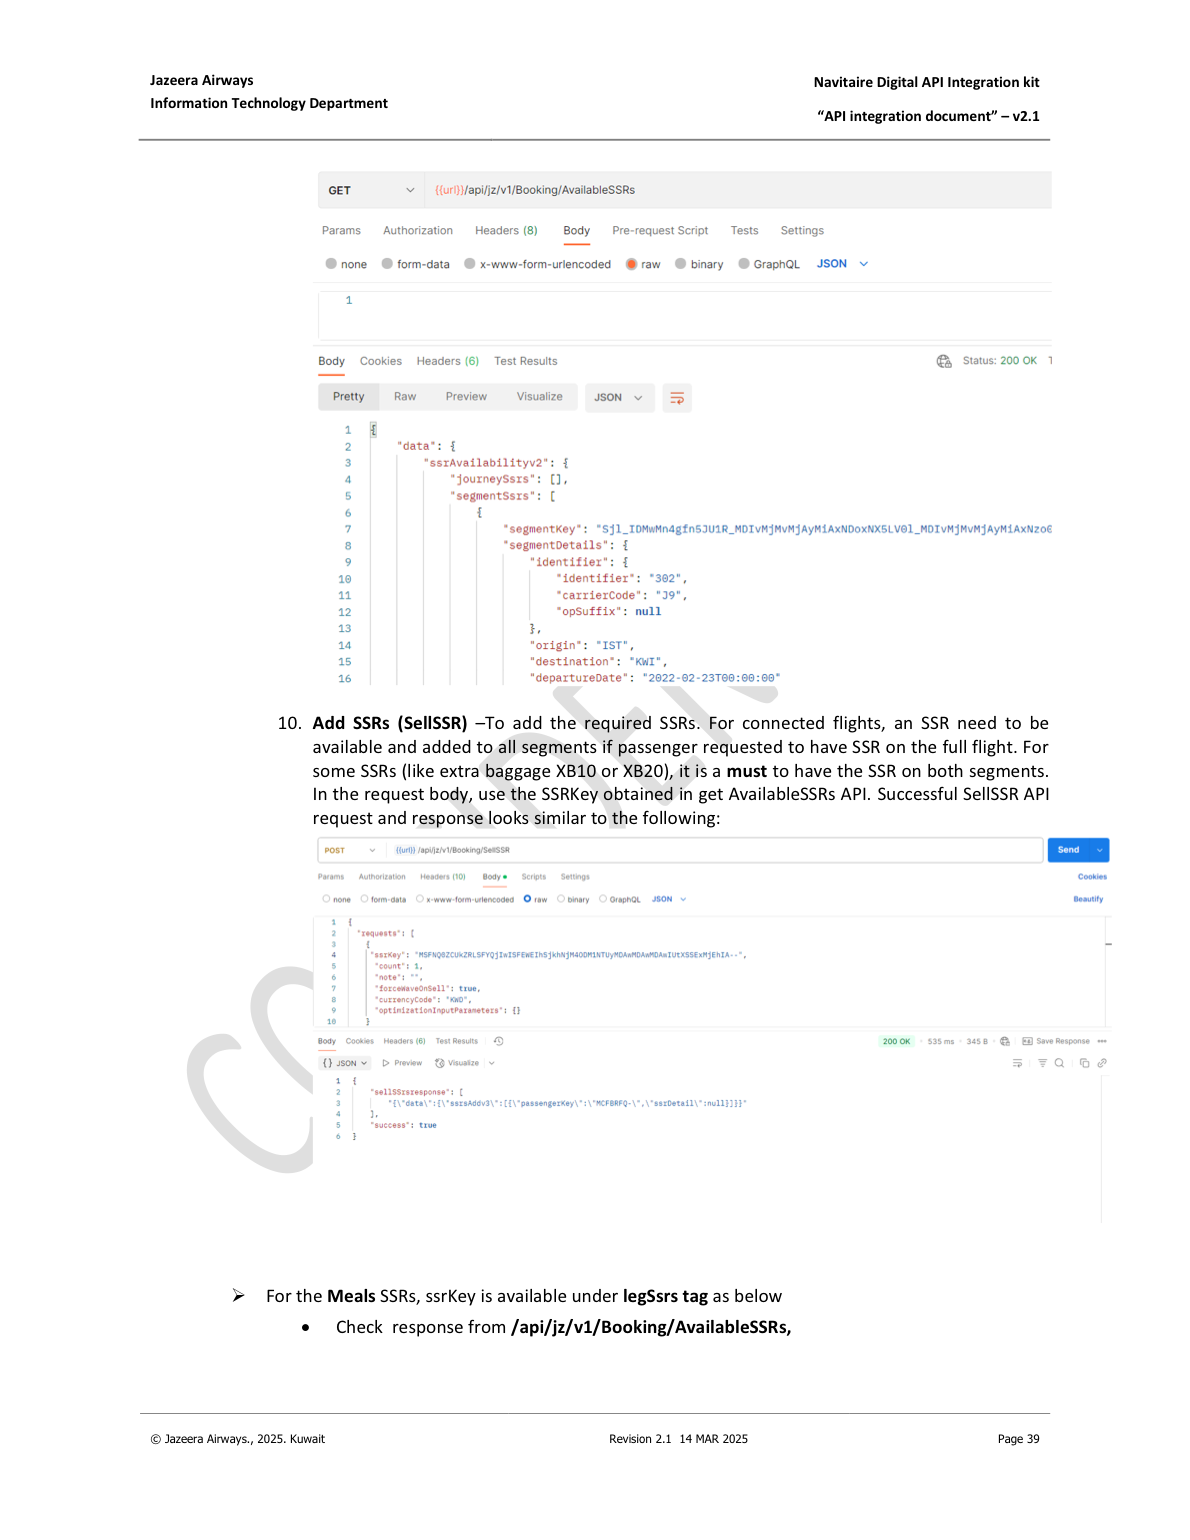 Jazeera Airways
Information Technology Department
Navitaire Digital API Integration kit
“API integration document” – v2.1
GET {{url}}/api/jz/v1/Booking/AvailableSSRs
Params Authorization Headers (8) Body Pre-request Script Tests Settings
none form-data x-www-form-urlencoded raw binary GraphQL JSON
1
Body Cookies Headers (6) Test Results Status: 200 OK
Pretty Raw Preview Visualize JSON
1 {
2 "data": {
3 "ssrAvailabilityv2": {
4 "journeySsrs": [],
5 "segmentSsrs": [
6 {
7 "segmentKey": "Sjl_IDMwMn4gfn5JU1R_MDIvMjMvMjAyMiAxNDoxNX5LV0l_MDIvMjMvMjAyMiAxNzo0
8 "segmentDetails": {
9 "identifier": {
10 "identifier": "302",
11 "carrierCode": "J9",
12 "opSuffix": null
13 },
14 "origin": "IST",
15 "destination": "KWI",
16 "departureDate": "2022-02-23T00:00:00"
10. Add SSRs (SellSSR) –To add the required SSRs. For connected flights, an SSR need to be
available and added to all segments if passenger requested to have SSR on the full flight. For
some SSRs (like extra baggage XB10 or XB20), it is a must to have the SSR on both segments.
In the request body, use the SSRKey obtained in get AvailableSSRs API. Successful SellSSR API
request and response looks similar to the following:
POST {{url}} /api/jz/v1/Booking/SellSSR Send
Params Authorization Headers (10) Body Scripts Settings Cookies
none form-data x-www-form-urlencoded raw binary GraphQL JSON Beautify
1 {
2 "requests": [
3 {
4 "ssrKey":
5 "count": 1,
6 "note": "",
7 "forceWaveOnSell": true,
8 "currencyCode": "KWD",
9 "optimizationInputParameters": {}
10 }
Body Cookies Headers (6) Test Results 200 OK 535 ms 345 B Save Response
{} JSON Preview Visualize
1 {
2 "sellSSrsresponse": [
3 "{\"data\":{\"ssrsAddv3\":[{\"passengerKey\":\"MCFBRFQ-\",\"ssrDetail\":null}]}}"
4 ],
5 "success": true
6 }
➢ For the Meals SSRs, ssrKey is available under legSsrs tag as below
• Check response from /api/jz/v1/Booking/AvailableSSRs,
© Jazeera Airways., 2025. Kuwait Revision 2.1 14 MAR 2025 Page 39